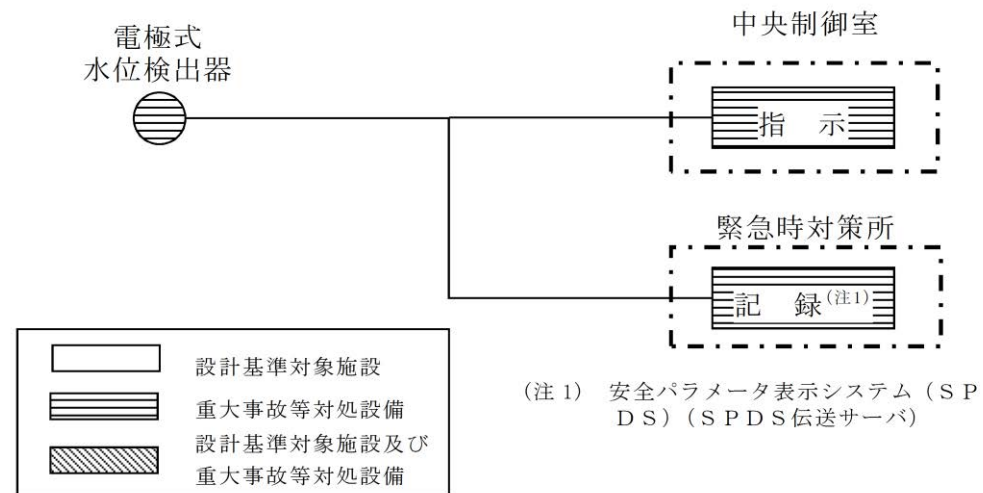 電極式
水位検出器
中央制御室
指　示
緊急時対策所
記　録(注1)
設計基準対象施設
重大事故等対処設備
設計基準対象施設及び
重大事故等対処設備
(注1)　安全パラメータ表示システム（ＳＰ
ＤＳ）（ＳＰＤＳ伝送サーバ）